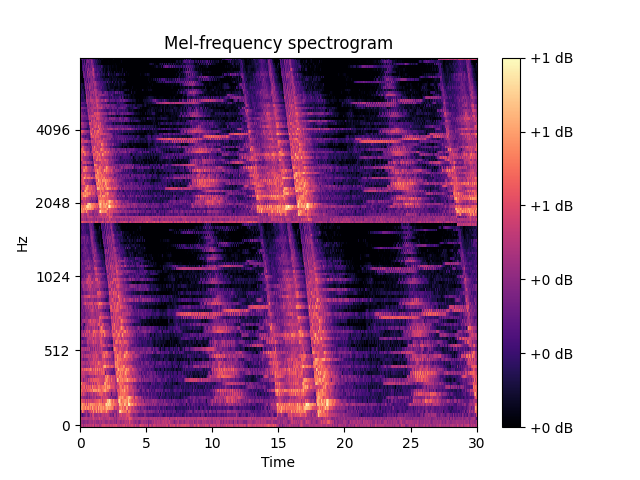 Mel-frequency spectrogram
Hz
4096
2048
1024
512
0
0 5 10 15 20 25 30
Time
+1 dB
+1 dB
+1 dB
+0 dB
+0 dB
+0 dB